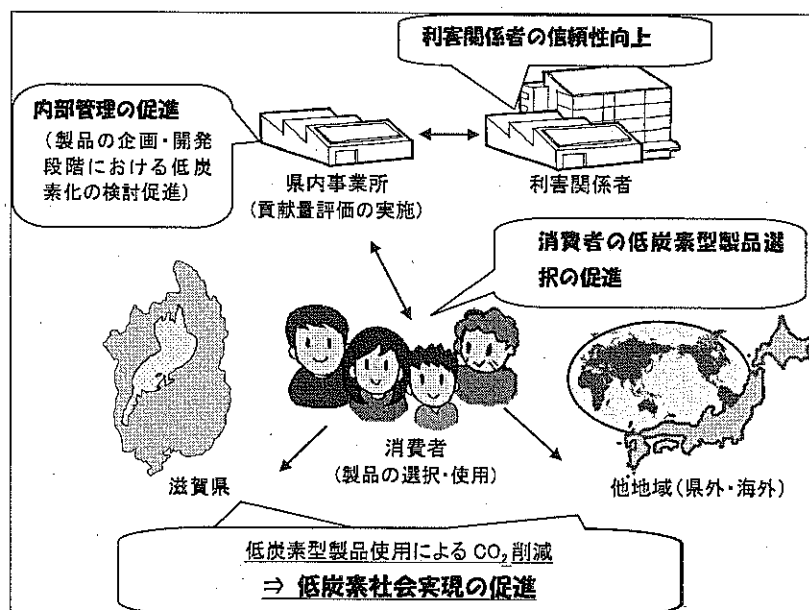 利害関係者の信頼性向上
内部管理の促進
(製品の企画・開発
段階における低炭
素化の検討促進)
県内事業所
(貢献量評価の実施)
利害関係者
消費者の低炭素型製品選
択の促進
消費者
(製品の選択・使用)
滋賀県
他地域(県外・海外)
低炭素型製品使用による CO₂削減
⇒ 低炭素社会実現の促進